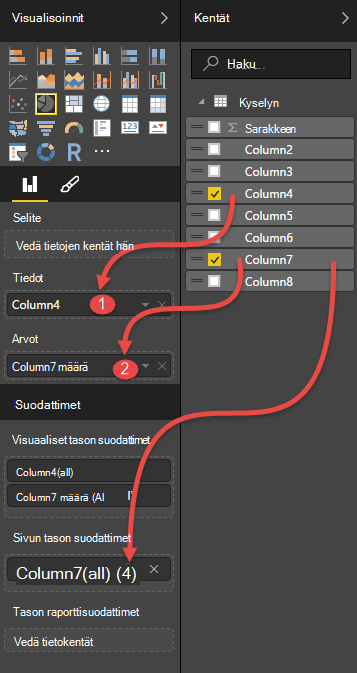 Visualisoinnit
Selite
Vedä tietojen kentät hän
Tiedot
Column4 1
Arvot
Column7 määrä 2
Suodattimet
Visuaaliset tason suodattimet
Column4(all)
Column7 määrä (Al
Sivun tason suodattimet
Column7(all) (4)
Tason raporttisuodattimet
Vedä tietokentät
Kentät
Haku...
Kyselyn
Sarakkeen
Column2
Column3
Column4
Column5
Column6
Column7
Column8